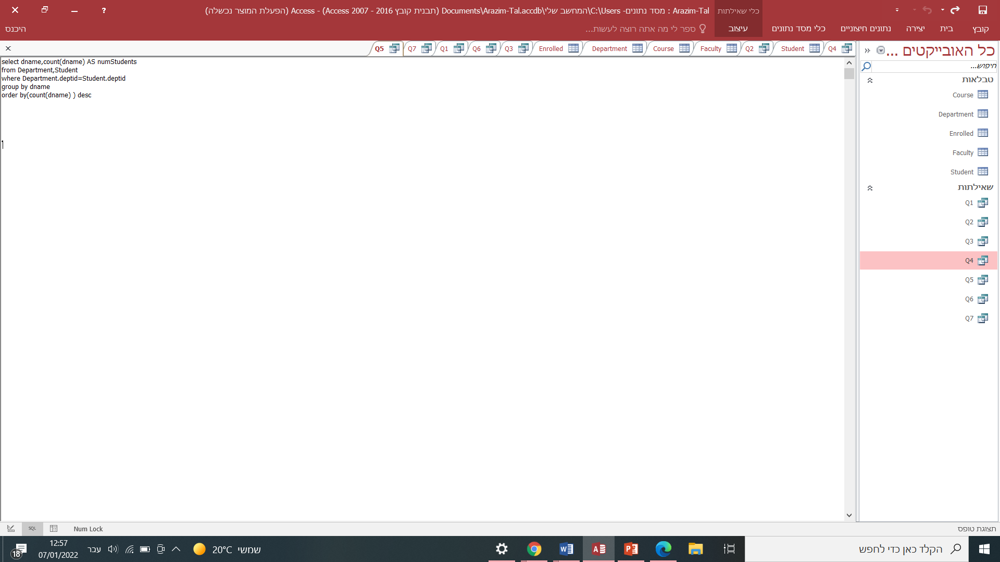 Arazim-Tal : מסד נתונים- C:\Users\המחשב שלי\Documents\Arazim-Tal.accdb (תבנית קובץ Access 2007 - 2016) - Access (הפעלת המוצר נכשלה)
כלי שאילתות
קובץ
בית
יצירה
נתונים חיצוניים
כלי מסד נתונים
עיצוב
ספר לי מה אתה רוצה לעשות...
היכנס
כל האובייקטים ...
Q4
Student
Q2
Faculty
Course
Department
Enrolled
Q3
Q6
Q1
Q7
Q5
חיפוש...
טבלאות
Course
Department
Enrolled
Faculty
Student
שאילתות
Q1
Q2
Q3
Q4
Q5
Q6
Q7
select dname,count(dname) AS numStudents
from Department,Student
where Department.deptid=Student.deptid
group by dname
order by(count(dname) ) desc
תצוגת טופס
Num Lock
SQL
הקלד כאן כדי לחפש
20°C שמשי
עבר
12:57
07/01/2022
18